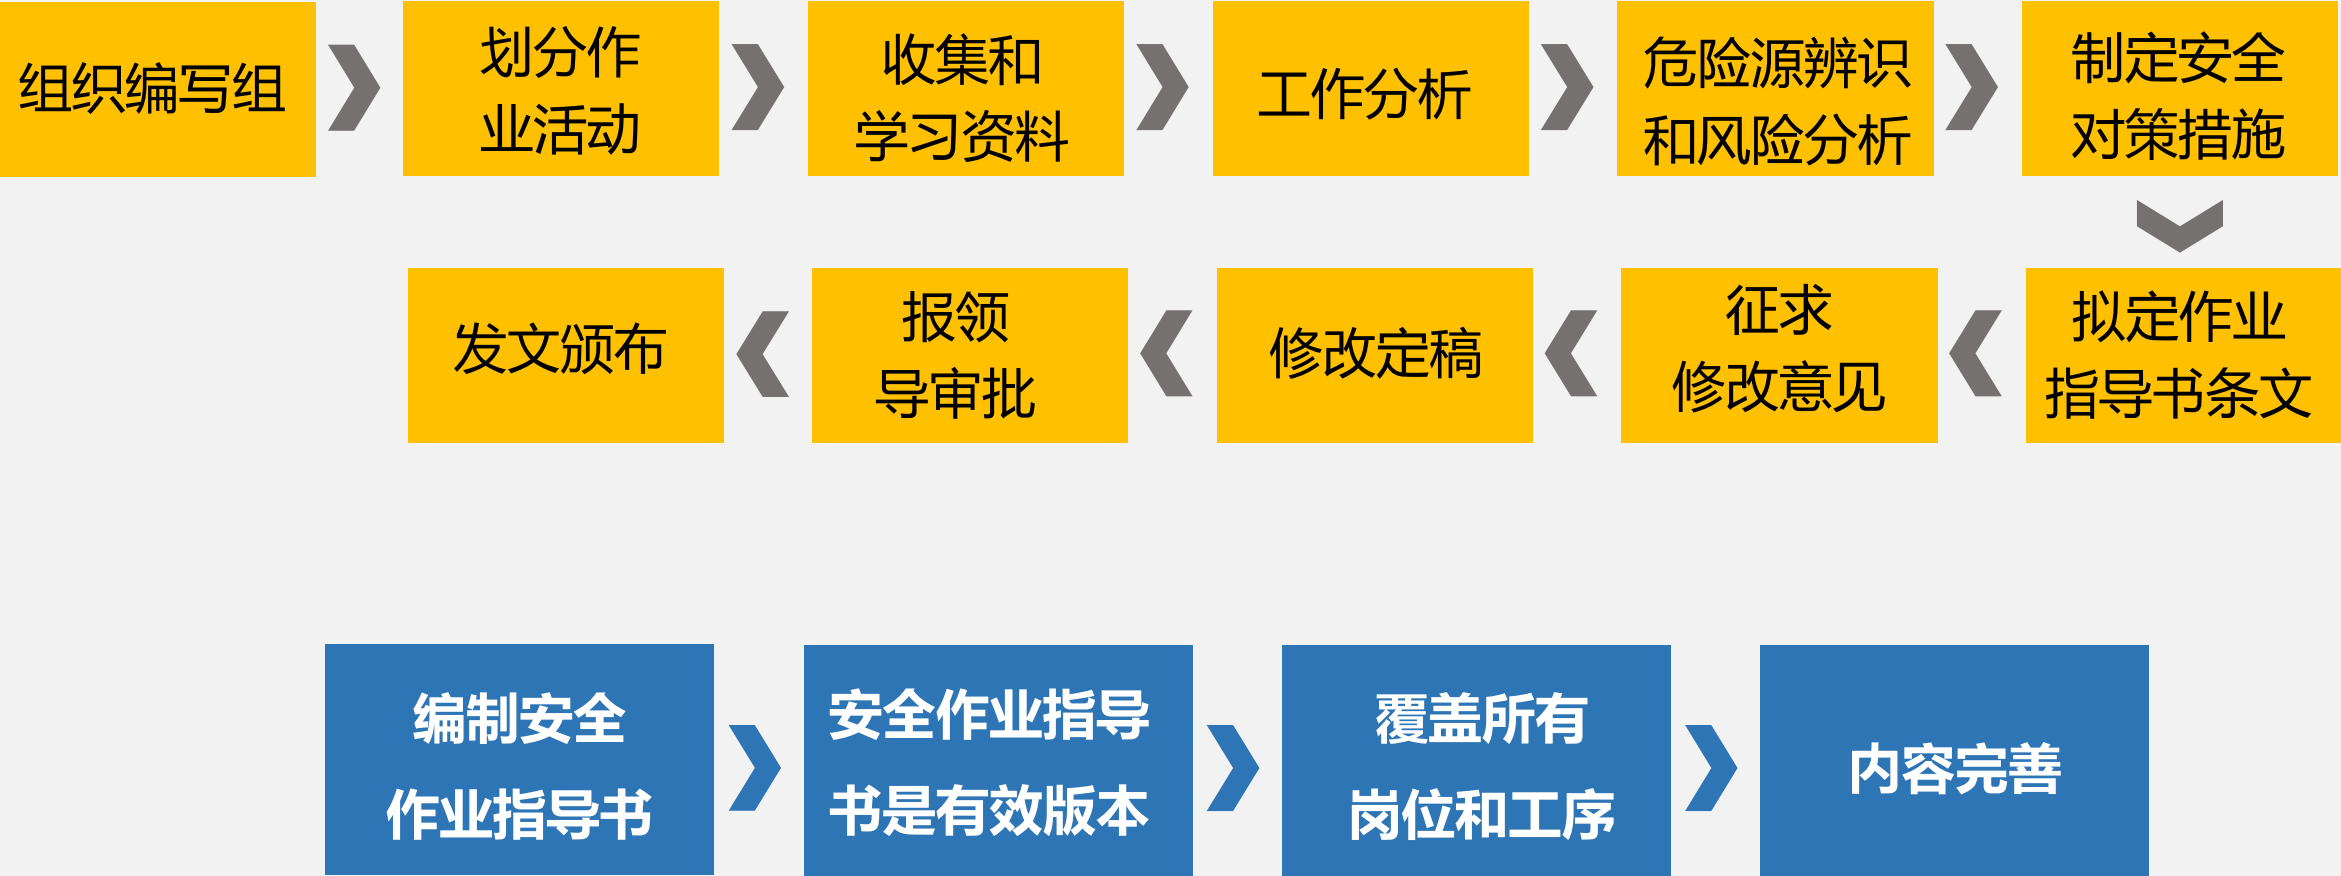 组织编写组
划分作
业活动
收集和
学习资料
工作分析
危险源辨识
和风险分析
制定安全
对策措施
拟定作业
指导书条文
征求
修改意见
修改定稿
报领
导审批
发文颁布
编制安全
作业指导书
安全作业指导
书是有效版本
覆盖所有
岗位和工序
内容完善